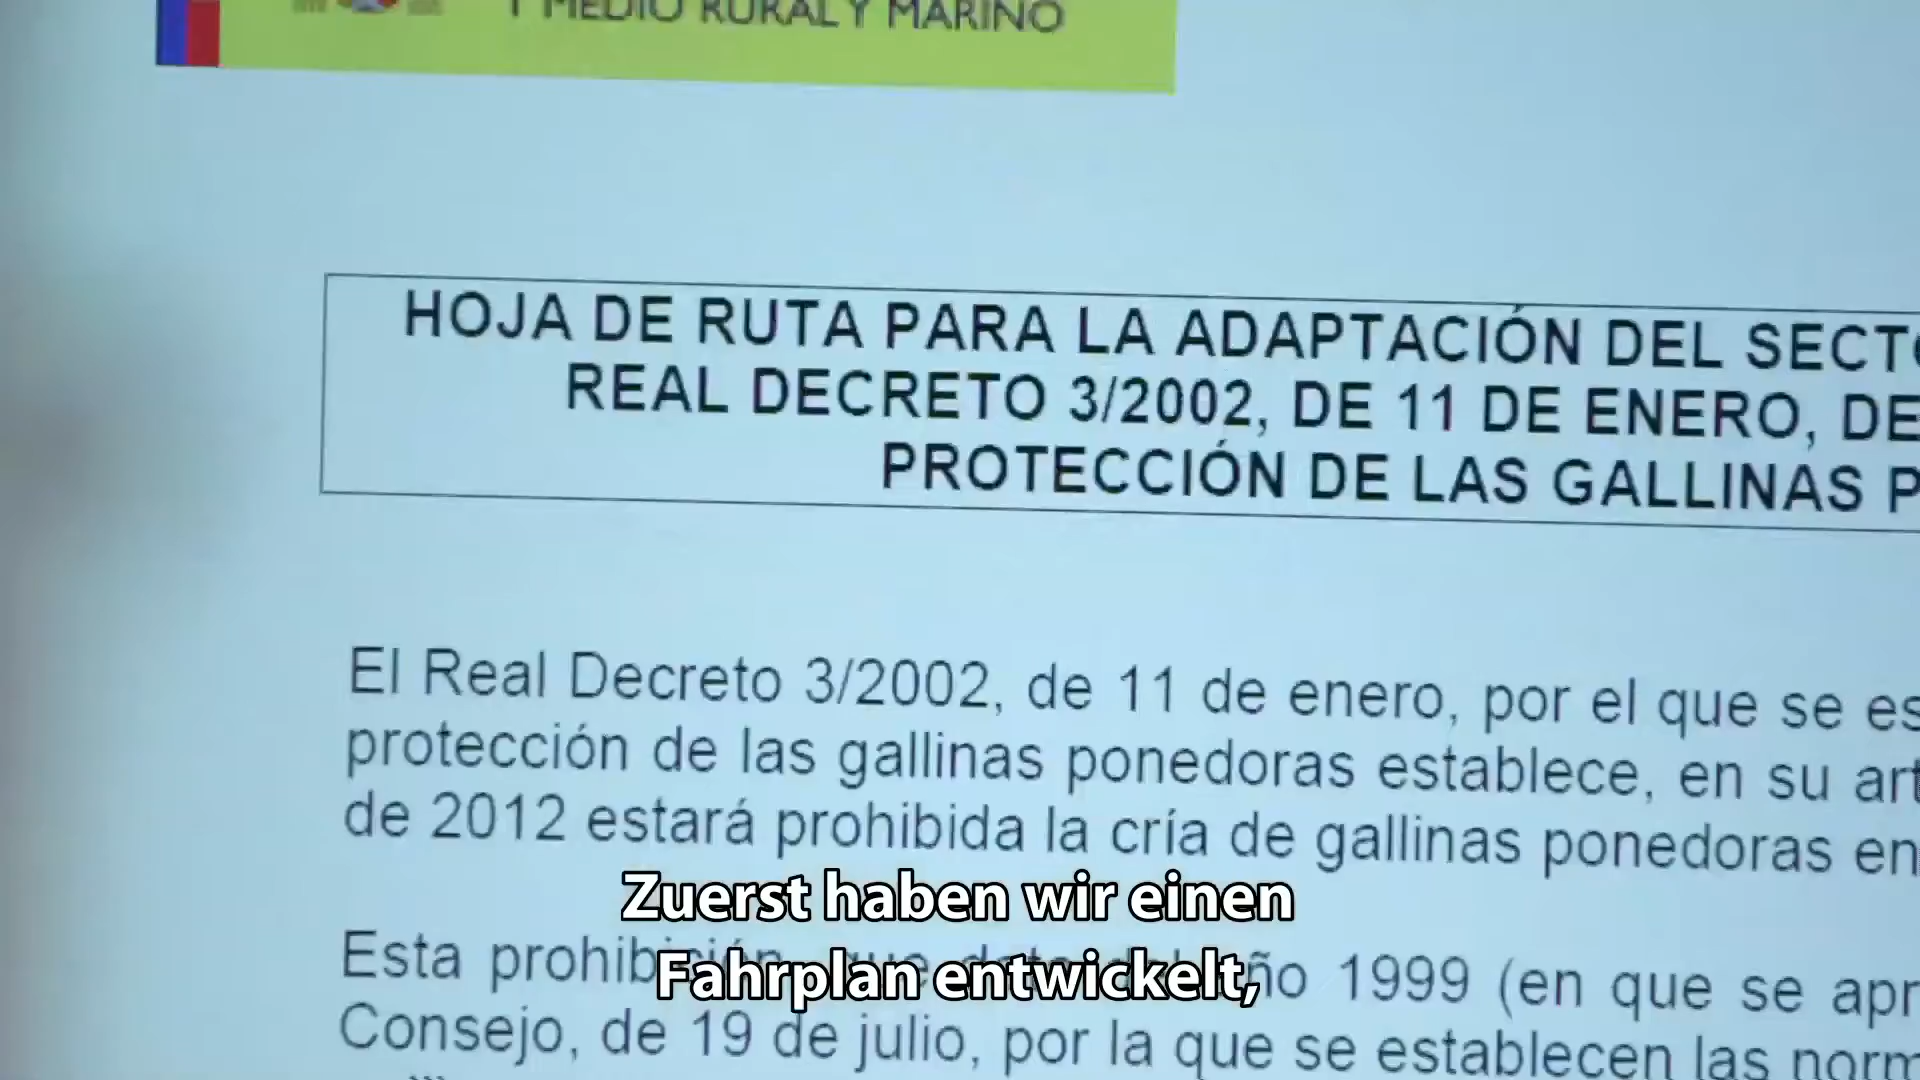 Y MEDIO RURAL Y MARINO
HOJA DE RUTA PARA LA ADAPTACIÓN DEL
REAL DECRETO 3/2002, DE 11 DE ENERO,
PROTECCIÓN DE LAS GALLINAS
El Real Decreto 3/2002, de 11 de enero, por el que se
protección de las gallinas ponedoras establece, en su
de 2012 estará prohibida la cría de gallinas ponedoras en
Zuerst haben wir einen
Esta 1999 (en que se
Fahrplan entwickelt,
Consejo, de 19 de julio, por la que se establecen las